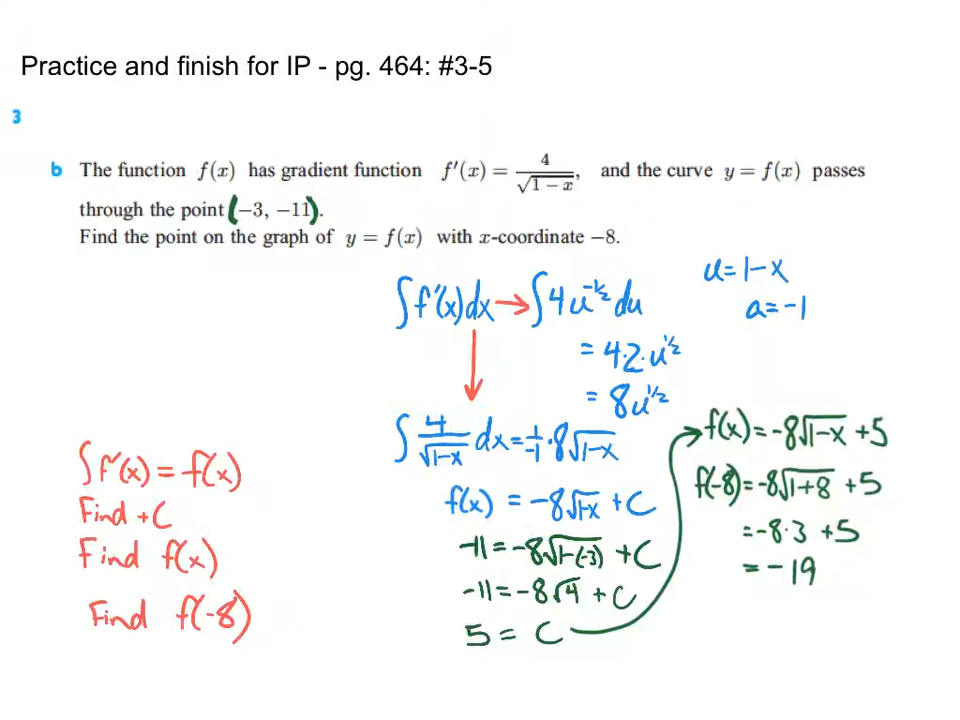 Practice and finish for IP - pg. 464: #3-5
3
b The function f(x) has gradient function f'(x) = 4/√(1 − x), and the curve y = f(x) passes
through the point (−3, −11).
Find the point on the graph of y = f(x) with x-coordinate −8.
∫f'(x)dx → ∫4u^(-1/2) du
u = 1-x
a = -1
= 4·2·u^(1/2)
= 8u^(1/2)
∫ 4/√(1-x) dx = 1/-1 · 8√(1-x)
f(x) = -8√(1-x) + C
-11 = -8√(1-(-3)) + C
-11 = -8√4 + C
5 = C
f(x) = -8√(1-x) + 5
f(-8) = -8√(1+8) + 5
= -8·3 + 5
= -19
∫f'(x) = f(x)
Find +C
Find f(x)
Find f(-8)